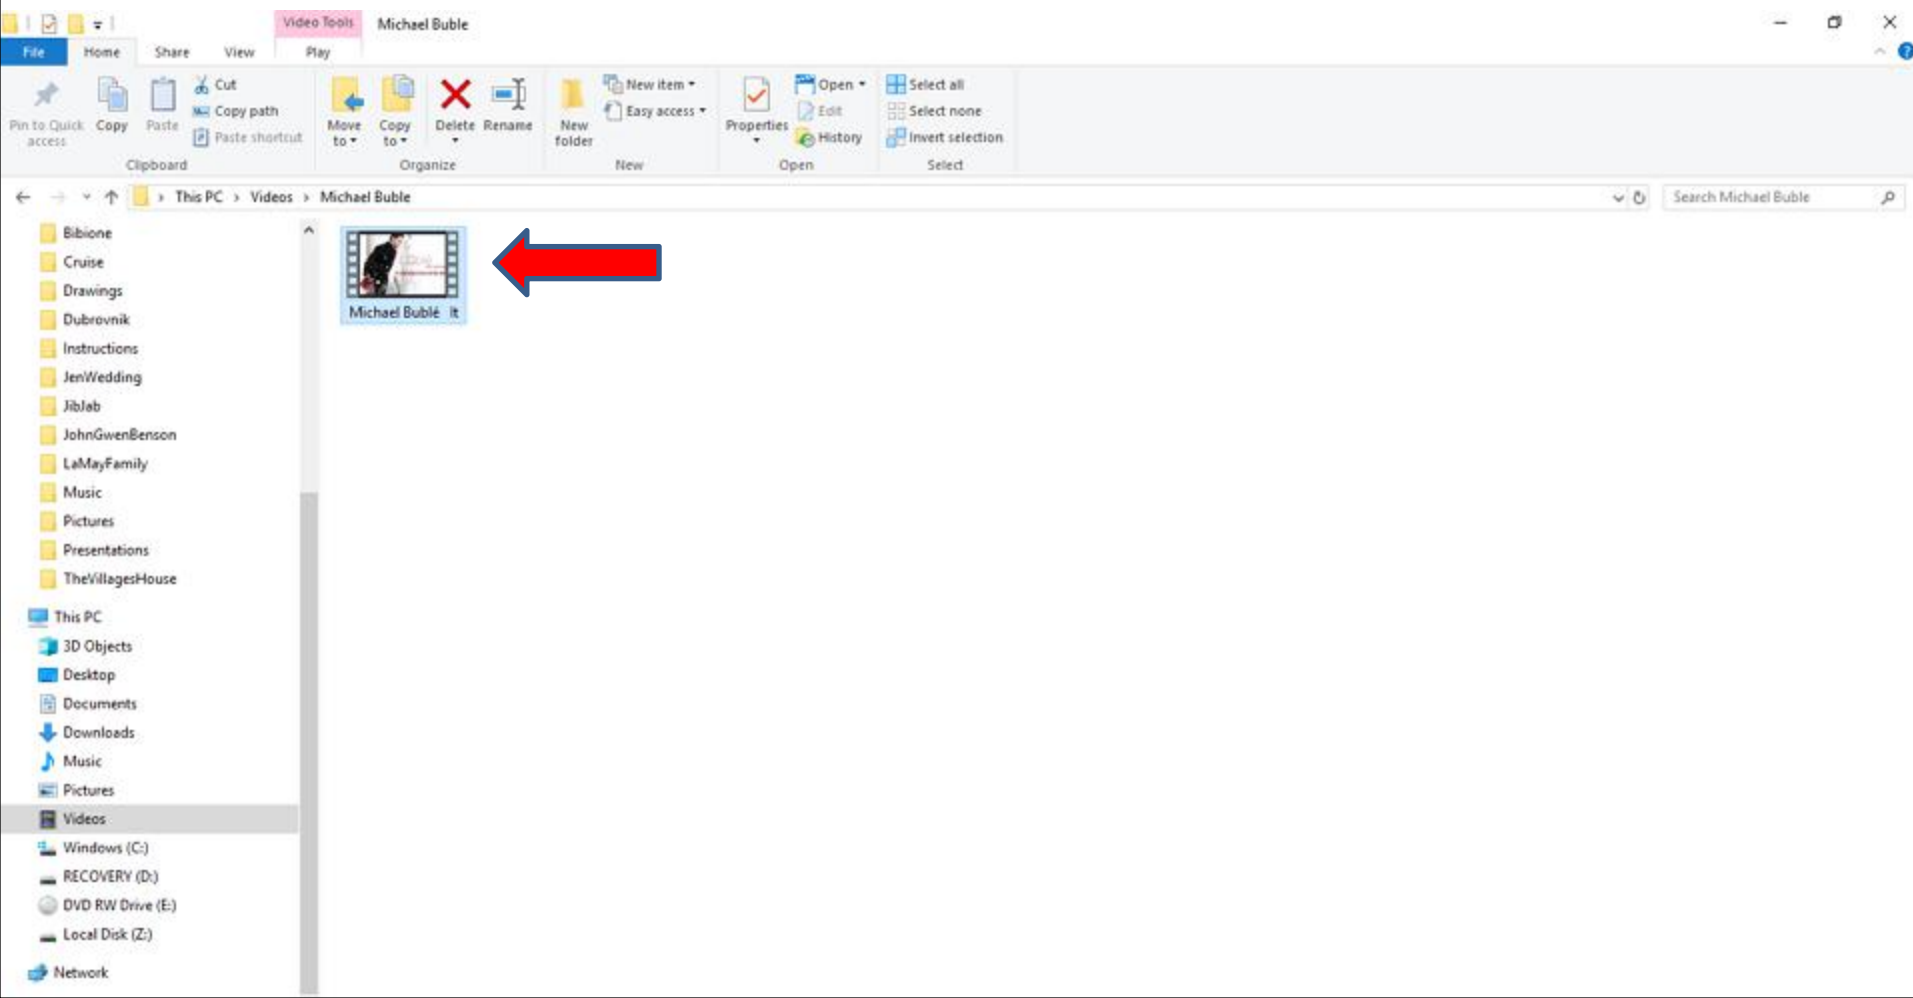 Video Tools Michael Buble
File Home Share View Play
Pin to Quick access
Copy
Paste
Cut
Copy path
Paste shortcut
Clipboard
Move to
Copy to
Delete
Rename
Organize
New folder
New item
Easy access
New
Properties
Open
Edit
History
Open
Select all
Select none
Invert selection
Select
This PC > Videos > Michael Buble
Search Michael Buble
Bibione
Cruise
Drawings
Dubrovnik
Instructions
JenWedding
JibJab
JohnGwenBenson
LaMayFamily
Music
Pictures
Presentations
TheVillagesHouse
This PC
3D Objects
Desktop
Documents
Downloads
Music
Pictures
Videos
Windows (C:)
RECOVERY (D:)
DVD RW Drive (E:)
Local Disk (Z:)
Network
Michael Bublé It